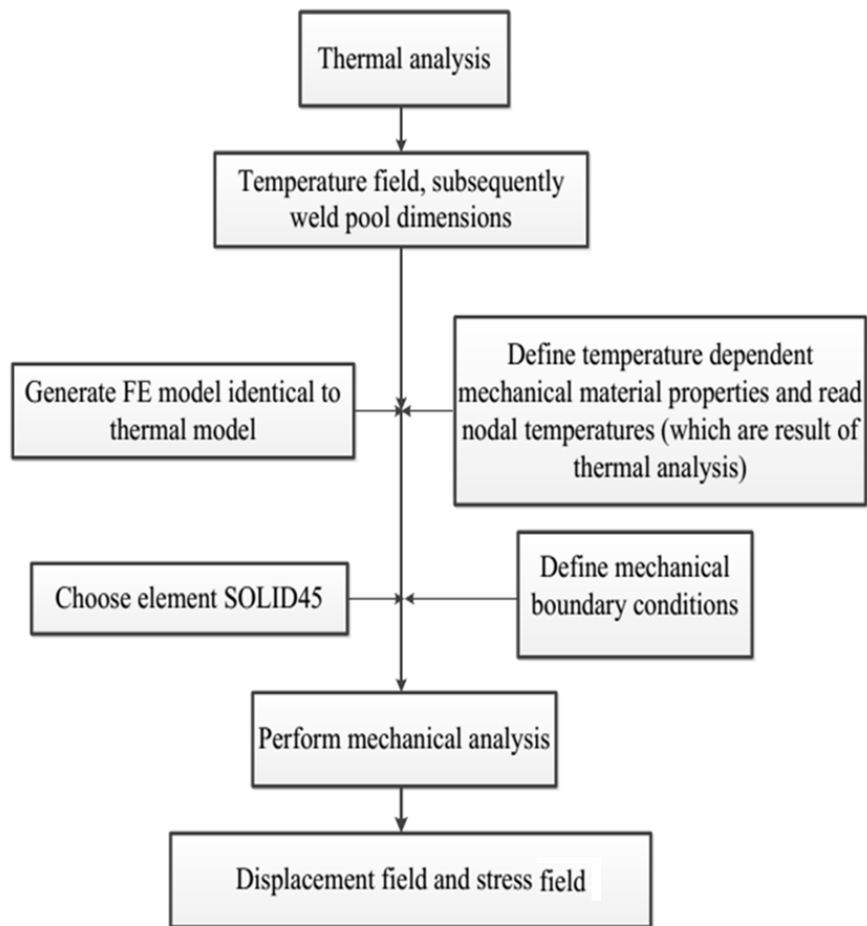 Thermal analysis
Temperature field, subsequently
weld pool dimensions
Generate FE model identical to
thermal model
Define temperature dependent
mechanical material properties and read
nodal temperatures (which are result of
thermal analysis)
Choose element SOLID45
Define mechanical
boundary conditions
Perform mechanical analysis
Displacement field and stress field